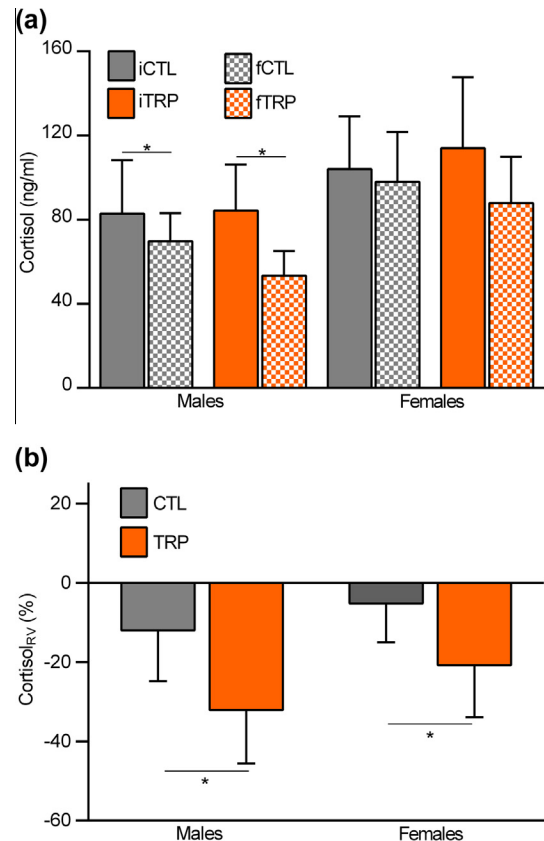 (a)
160
120
80
40
0
Cortisol (ng/ml)
iCTL
fCTL
iTRP
fTRP
*
*
Males
Females
(b)
20
0
-20
-40
-60
CortisolRV (%)
CTL
TRP
*
*
Males
Females